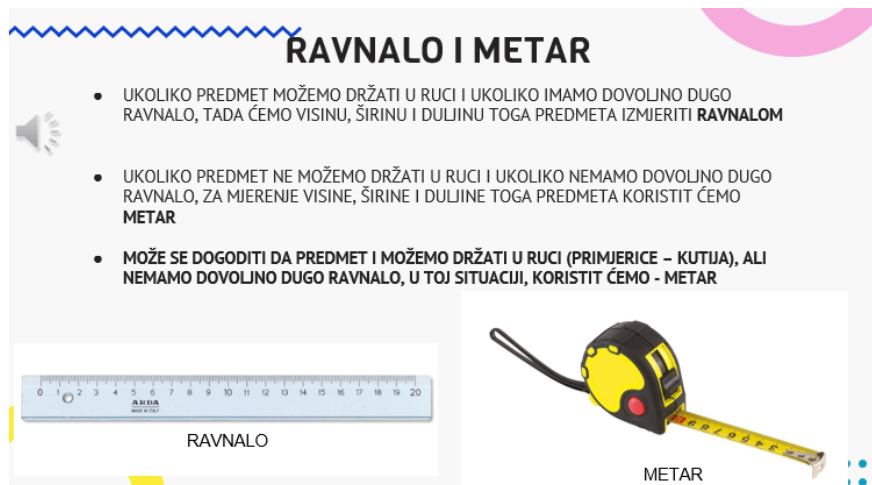 RAVNALO I METAR
● UKOLIKO PREDMET MOŽEMO DRŽATI U RUCI I UKOLIKO IMAMO DOVOLJNO DUGO
RAVNALO, TADA ĆEMO VISINU, ŠIRINU I DULJINU TOGA PREDMETA IZMJERITI RAVNALOM
● UKOLIKO PREDMET NE MOŽEMO DRŽATI U RUCI I UKOLIKO NEMAMO DOVOLJNO DUGO
RAVNALO, ZA MJERENJE VISINE, ŠIRINE I DULJINE TOGA PREDMETA KORISTIT ĆEMO
METAR
● MOŽE SE DOGODITI DA PREDMET I MOŽEMO DRŽATI U RUCI (PRIMJERICE – KUTIJA), ALI
NEMAMO DOVOLJNO DUGO RAVNALO, U TOJ SITUACIJI, KORISTIT ĆEMO - METAR
0 1 2 3 4 5 6 7 8 9 10 11 12 13 14 15 16 17 18 19 20
ARDA
MADE IN ITALY
RAVNALO
METAR